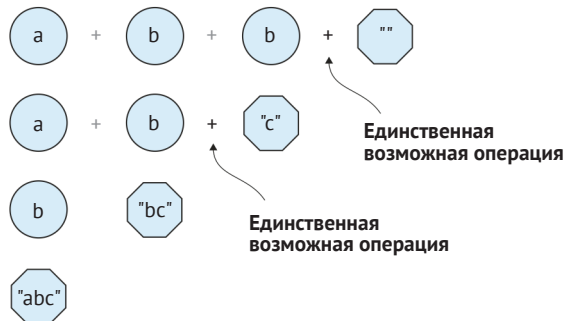 a + b + b + ""
a + b + "c"
Единственная
возможная операция
b "bc"
Единственная
возможная операция
"abc"